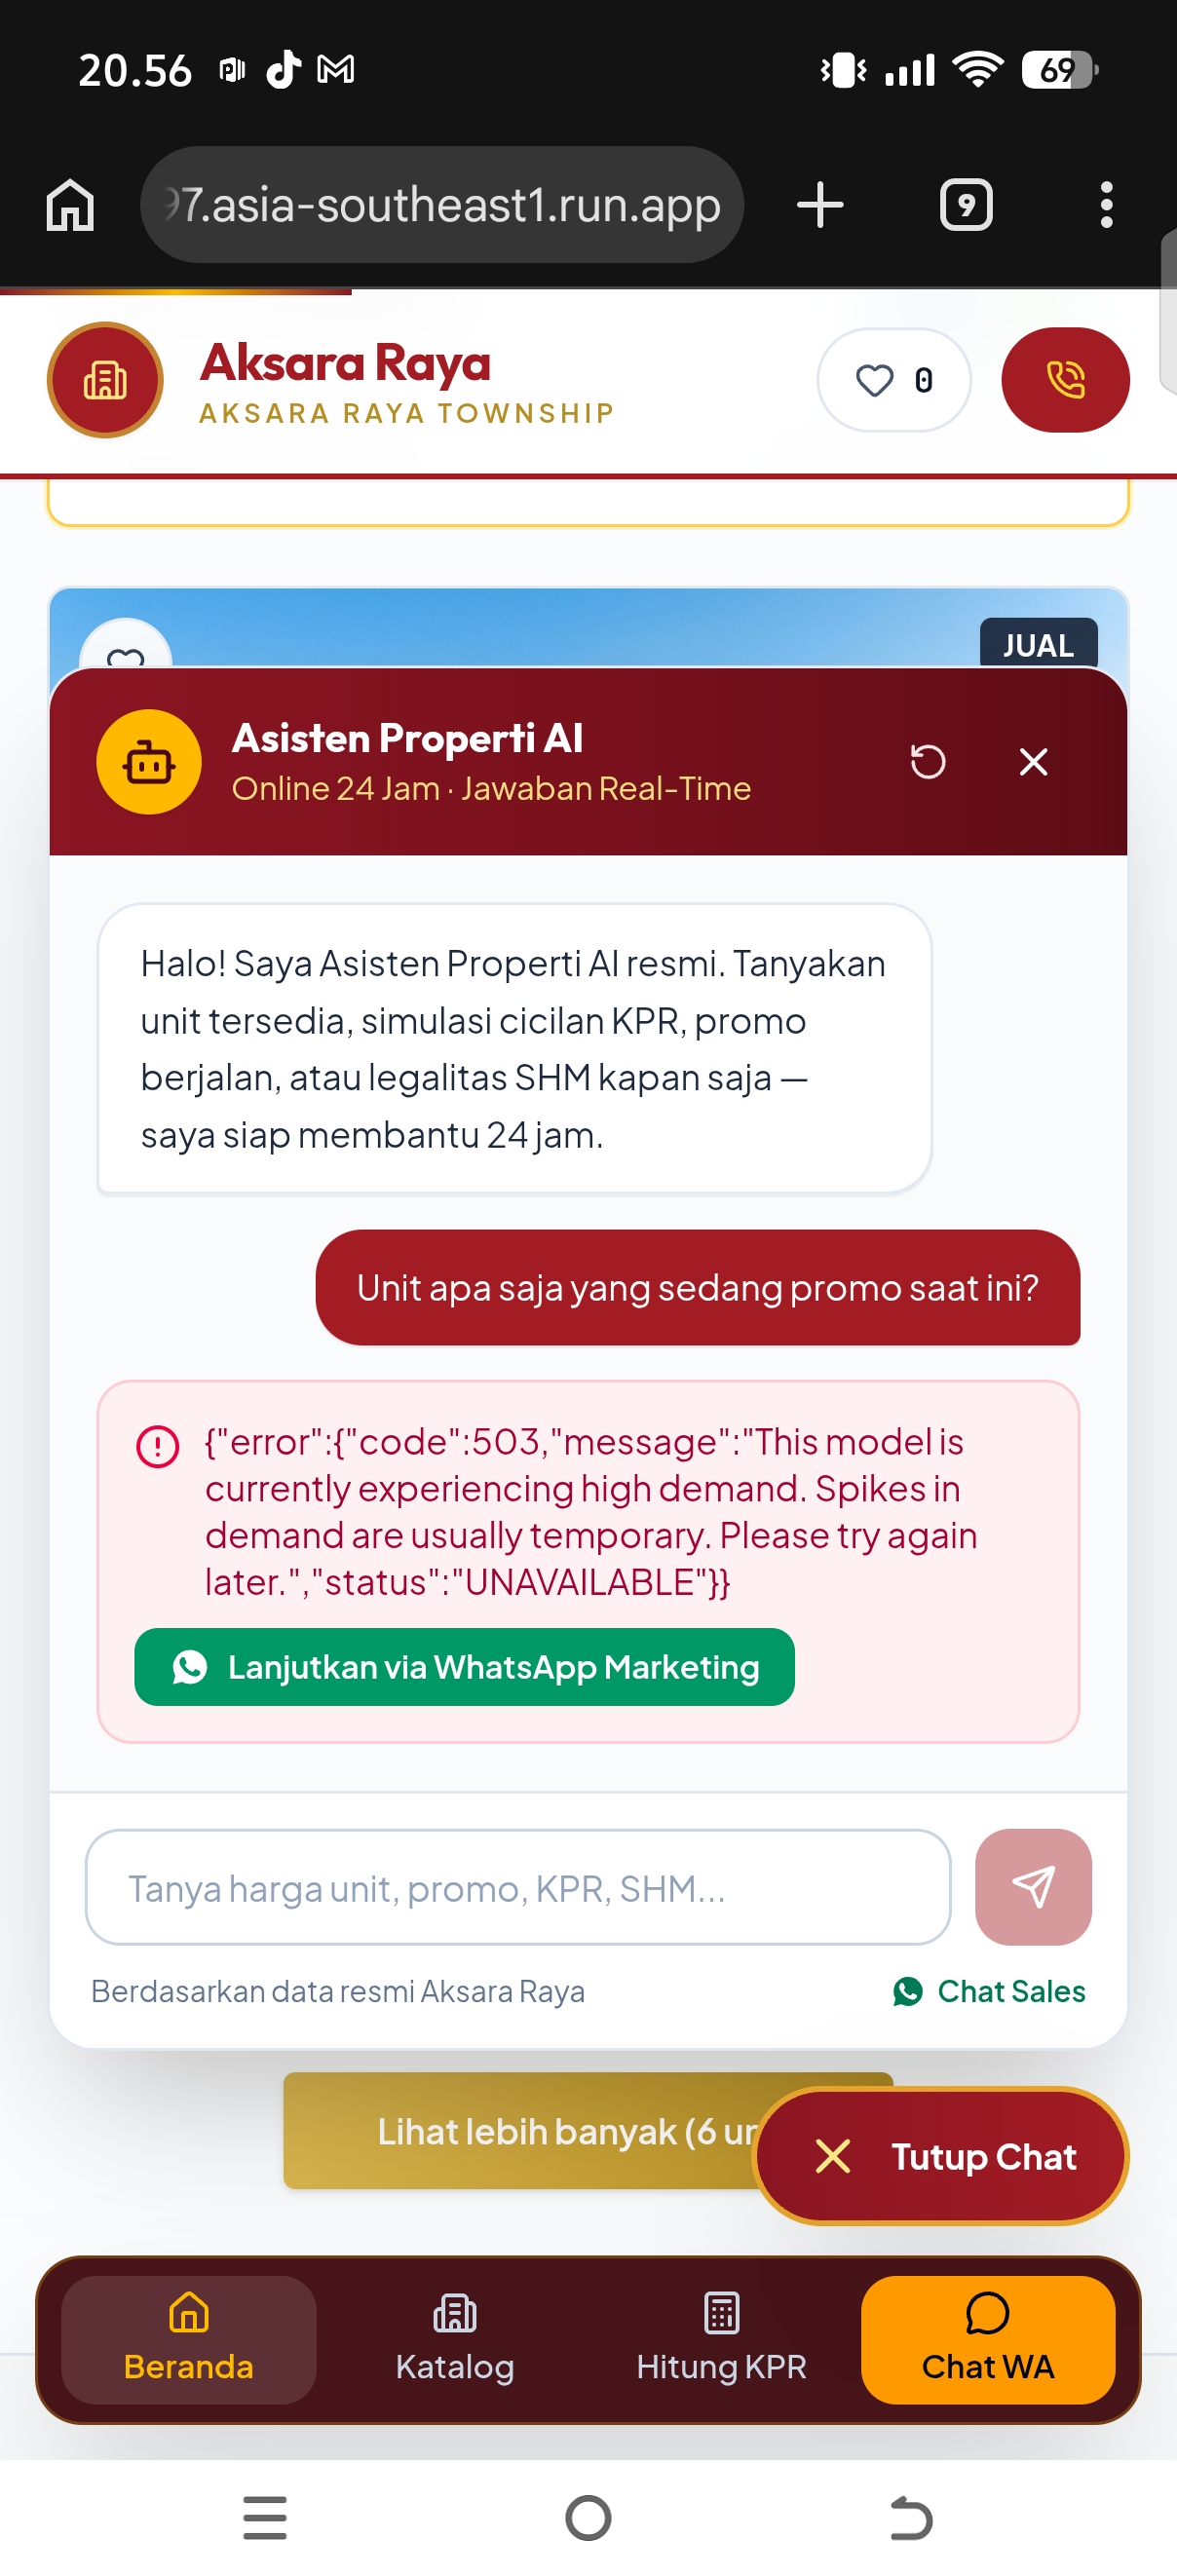 20.56
69
97.asia-southeast1.run.app
9
Aksara Raya
AKSARA RAYA TOWNSHIP
0
JUAL
Asisten Properti AI
Online 24 Jam · Jawaban Real-Time
Halo! Saya Asisten Properti AI resmi. Tanyakan
unit tersedia, simulasi cicilan KPR, promo
berjalan, atau legalitas SHM kapan saja —
saya siap membantu 24 jam.
Unit apa saja yang sedang promo saat ini?
{"error":{"code":503,"message":"This model is
currently experiencing high demand. Spikes in
demand are usually temporary. Please try again
later.","status":"UNAVAILABLE"}}
Lanjutkan via WhatsApp Marketing
Tanya harga unit, promo, KPR, SHM...
Berdasarkan data resmi Aksara Raya
Chat Sales
Lihat lebih banyak (6
Tutup Chat
Beranda
Katalog
Hitung KPR
Chat WA